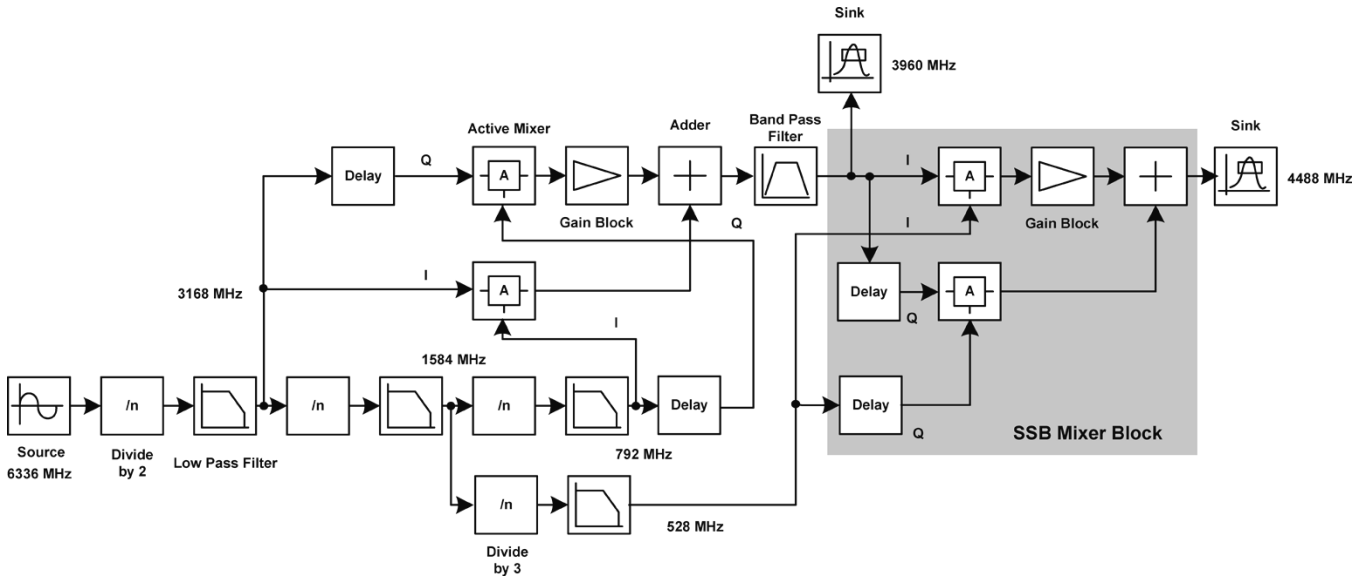 Sink
3960 MHz
Active Mixer
Adder
Band Pass
Filter
Sink
Delay
Q
A
Gain Block
I
A
Gain Block
4488 MHz
Q
I
3168 MHz
I
A
Delay
Q
A
I
1584 MHz
/n
/n
/n
Delay
Delay
Q
Source
6336 MHz
Divide
by 2
Low Pass Filter
792 MHz
SSB Mixer Block
/n
528 MHz
Divide
by 3